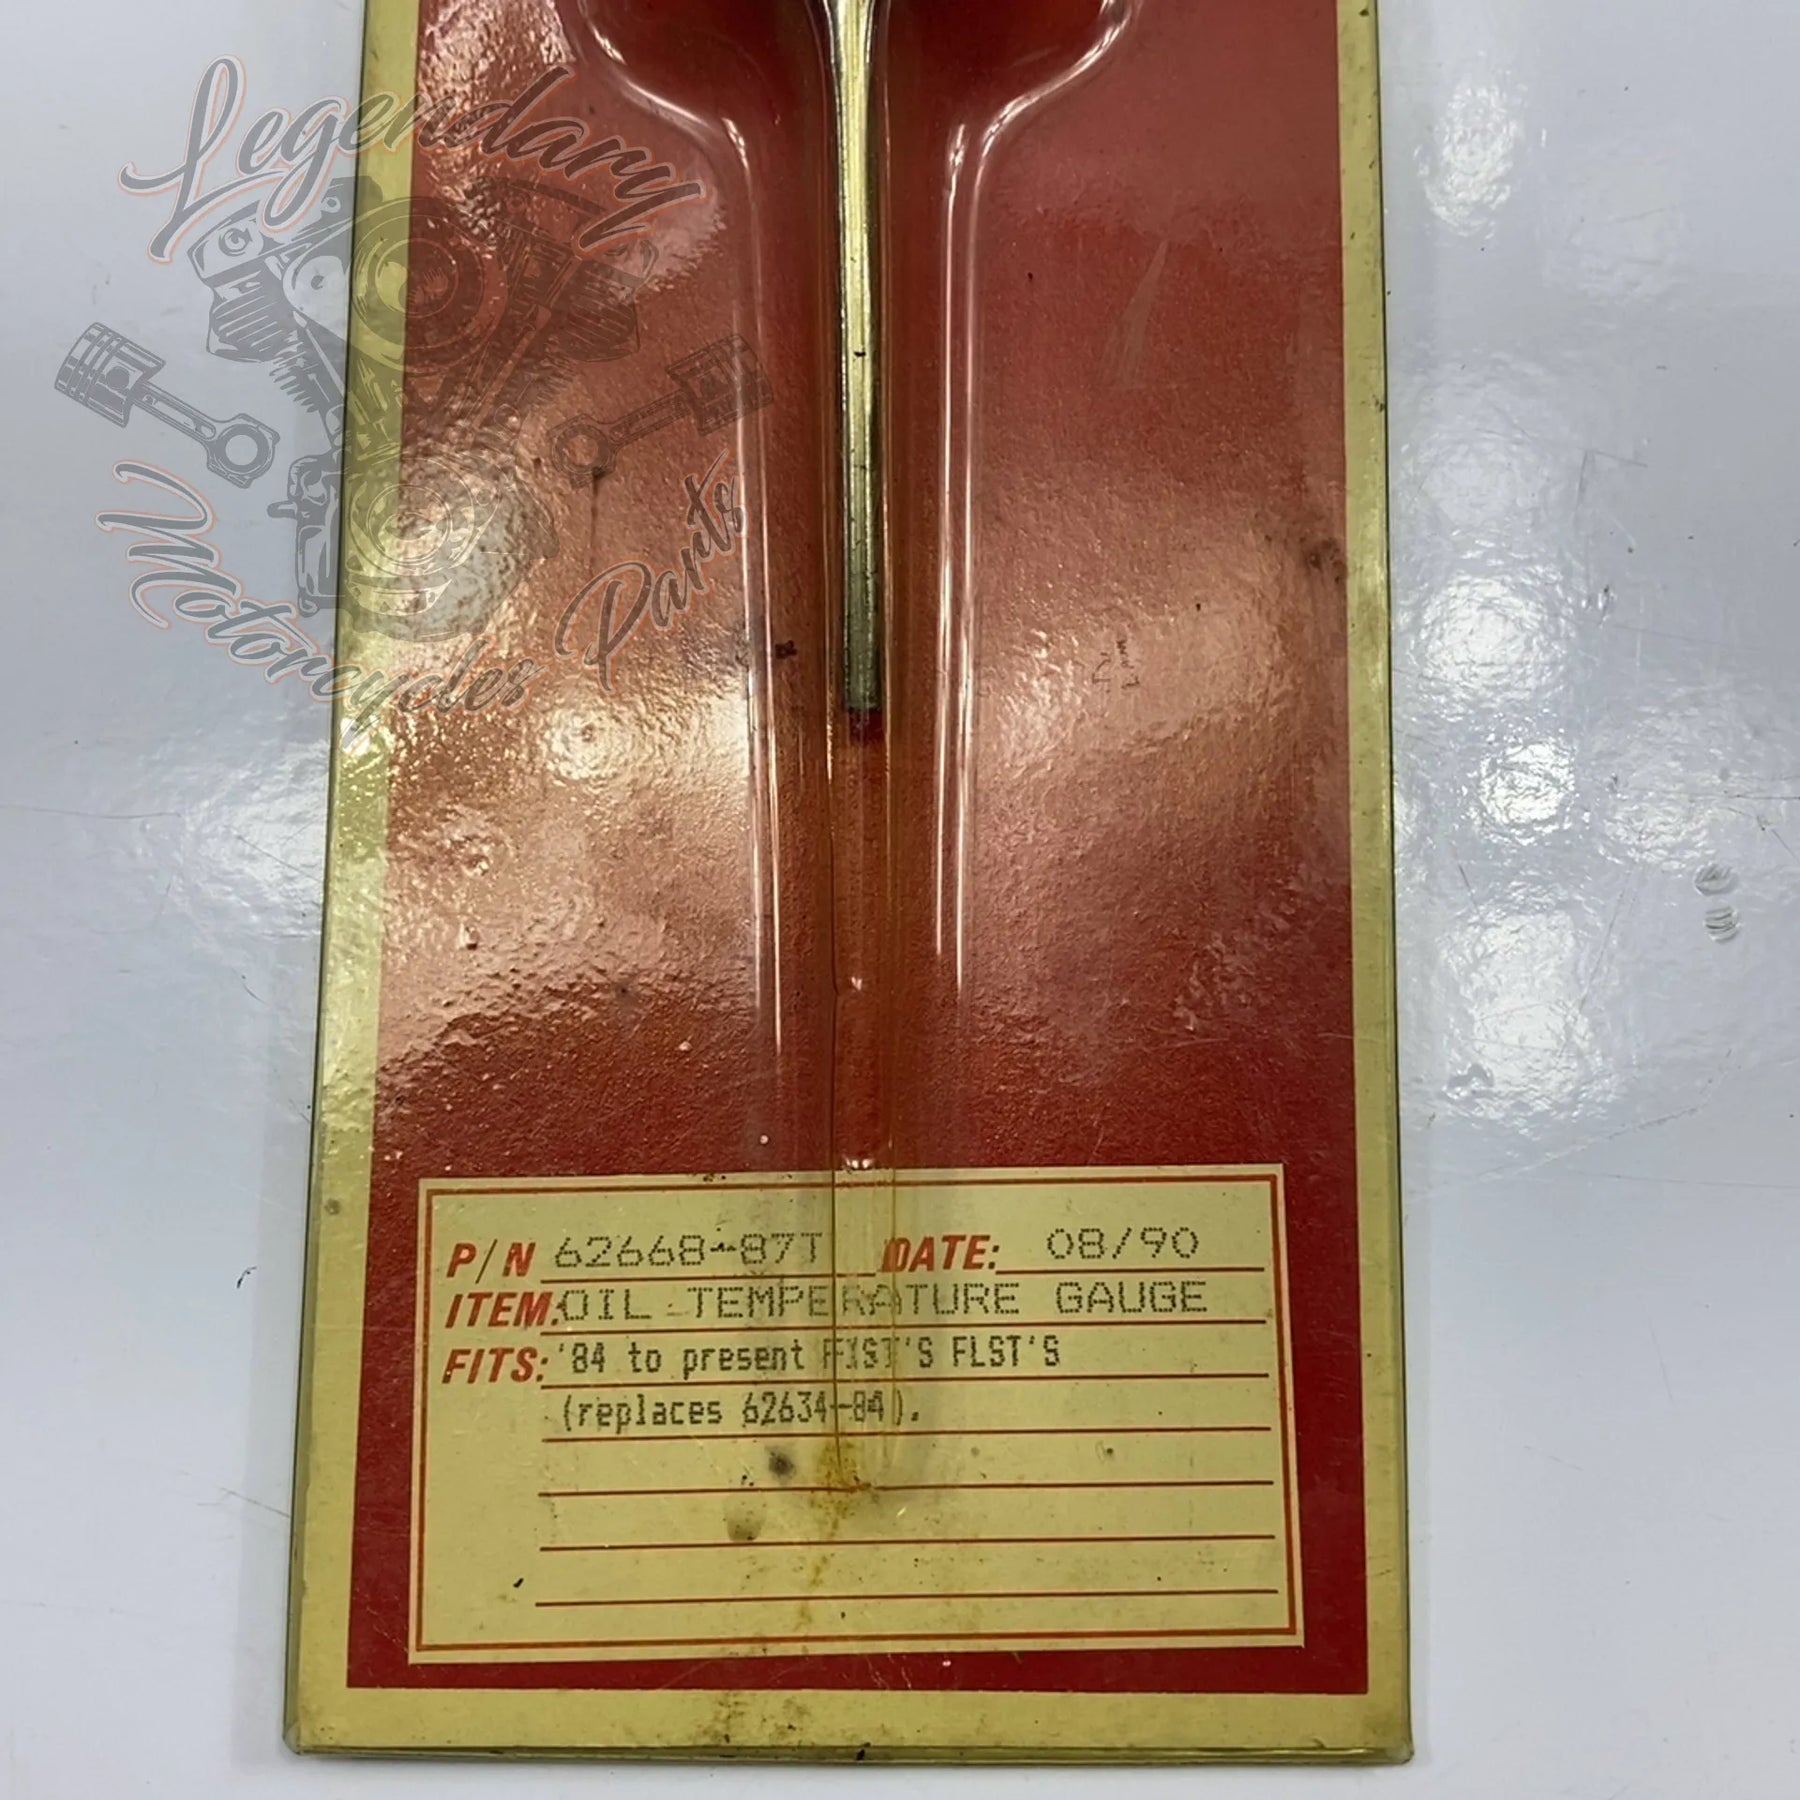 Legendary
Motorcycles Parts
P/N 62668-87T DATE: 08/90
ITEM: OIL TEMPERATURE GAUGE
FITS: '84 to present FXST'S FLST'S
(replaces 62634-84).